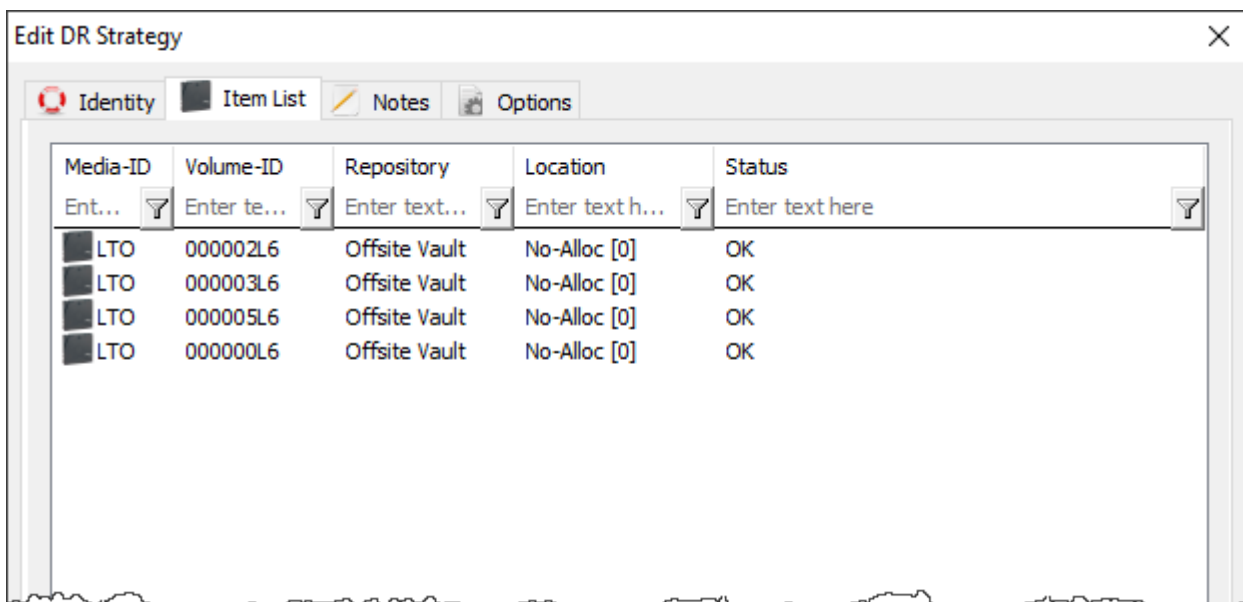 Edit DR Strategy
Identity Item List Notes Options
Media-ID Volume-ID Repository Location Status
Ent... Enter te... Enter text... Enter text h... Enter text here
LTO 000002L6 Offsite Vault No-Alloc [0] OK
LTO 000003L6 Offsite Vault No-Alloc [0] OK
LTO 000005L6 Offsite Vault No-Alloc [0] OK
LTO 000000L6 Offsite Vault No-Alloc [0] OK